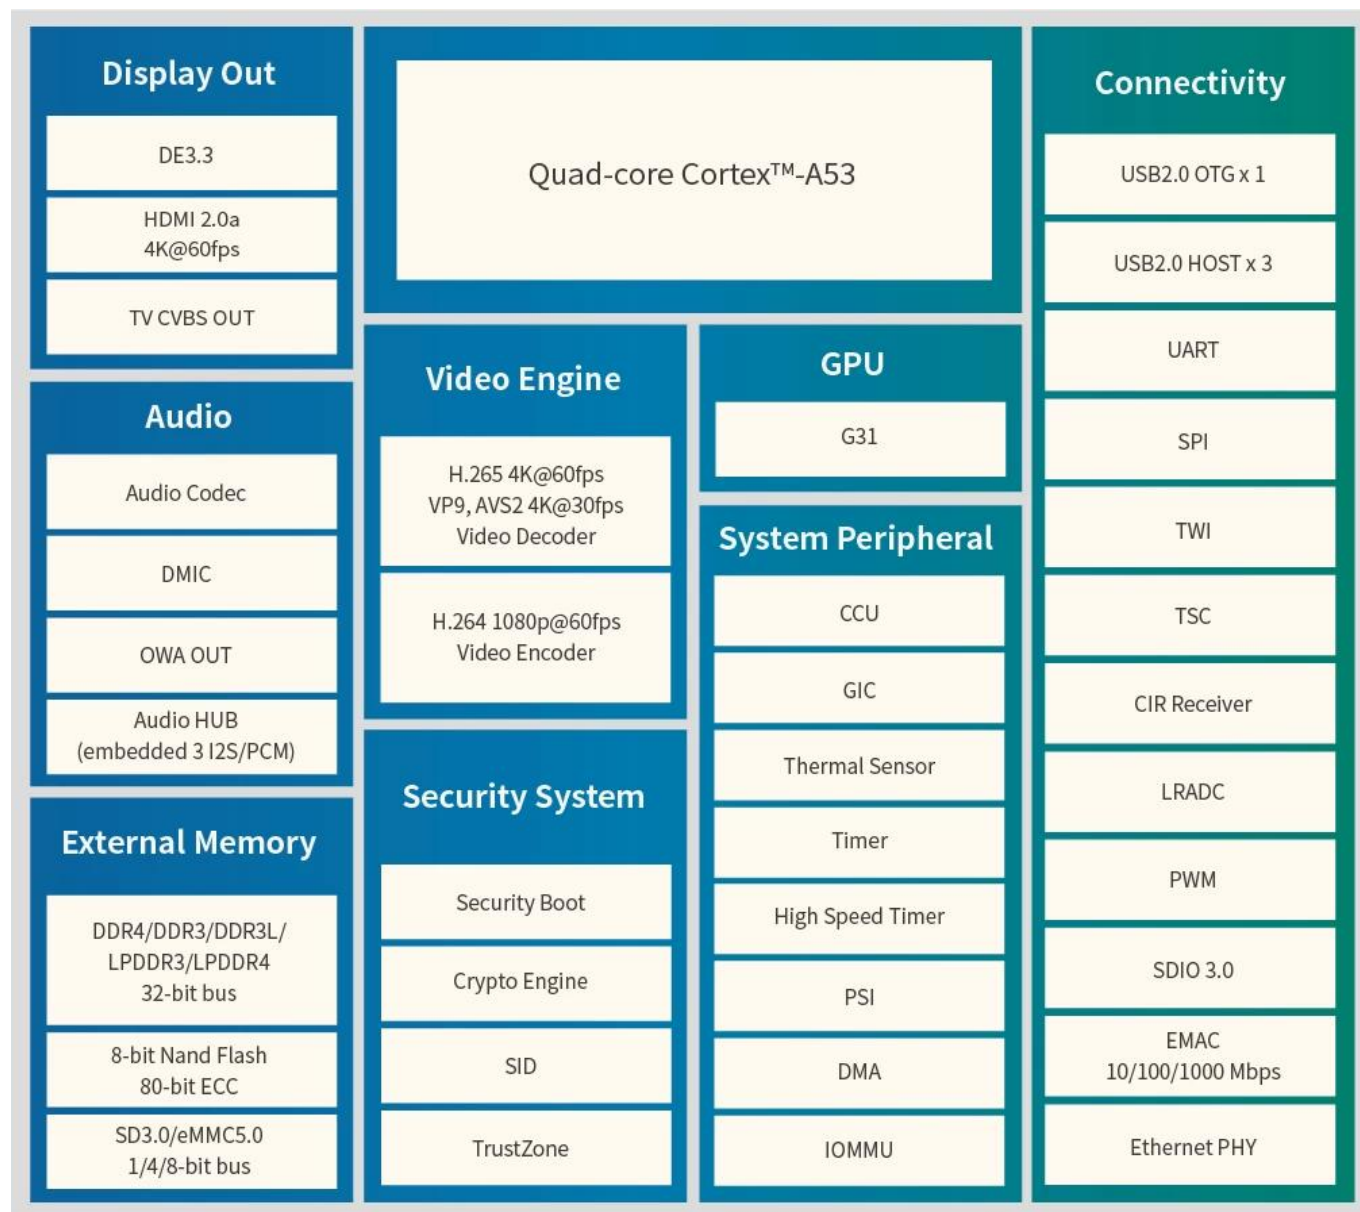 Display Out
DE3.3
HDMI 2.0a
4K@60fps
TV CVBS OUT
Audio
Audio Codec
DMIC
OWA OUT
Audio HUB
(embedded 3 I2S/PCM)
External Memory
DDR4/DDR3/DDR3L/
LPDDR3/LPDDR4
32-bit bus
8-bit Nand Flash
80-bit ECC
SD3.0/eMMC5.0
1/4/8-bit bus
Quad-core Cortex™-A53
Video Engine
H.265 4K@60fps
VP9, AVS2 4K@30fps
Video Decoder
H.264 1080p@60fps
Video Encoder
Security System
Security Boot
Crypto Engine
SID
TrustZone
GPU
G31
System Peripheral
CCU
GIC
Thermal Sensor
Timer
High Speed Timer
PSI
DMA
IOMMU
Connectivity
USB2.0 OTG x 1
USB2.0 HOST x 3
UART
SPI
TWI
TSC
CIR Receiver
LRADC
PWM
SDIO 3.0
EMAC
10/100/1000 Mbps
Ethernet PHY